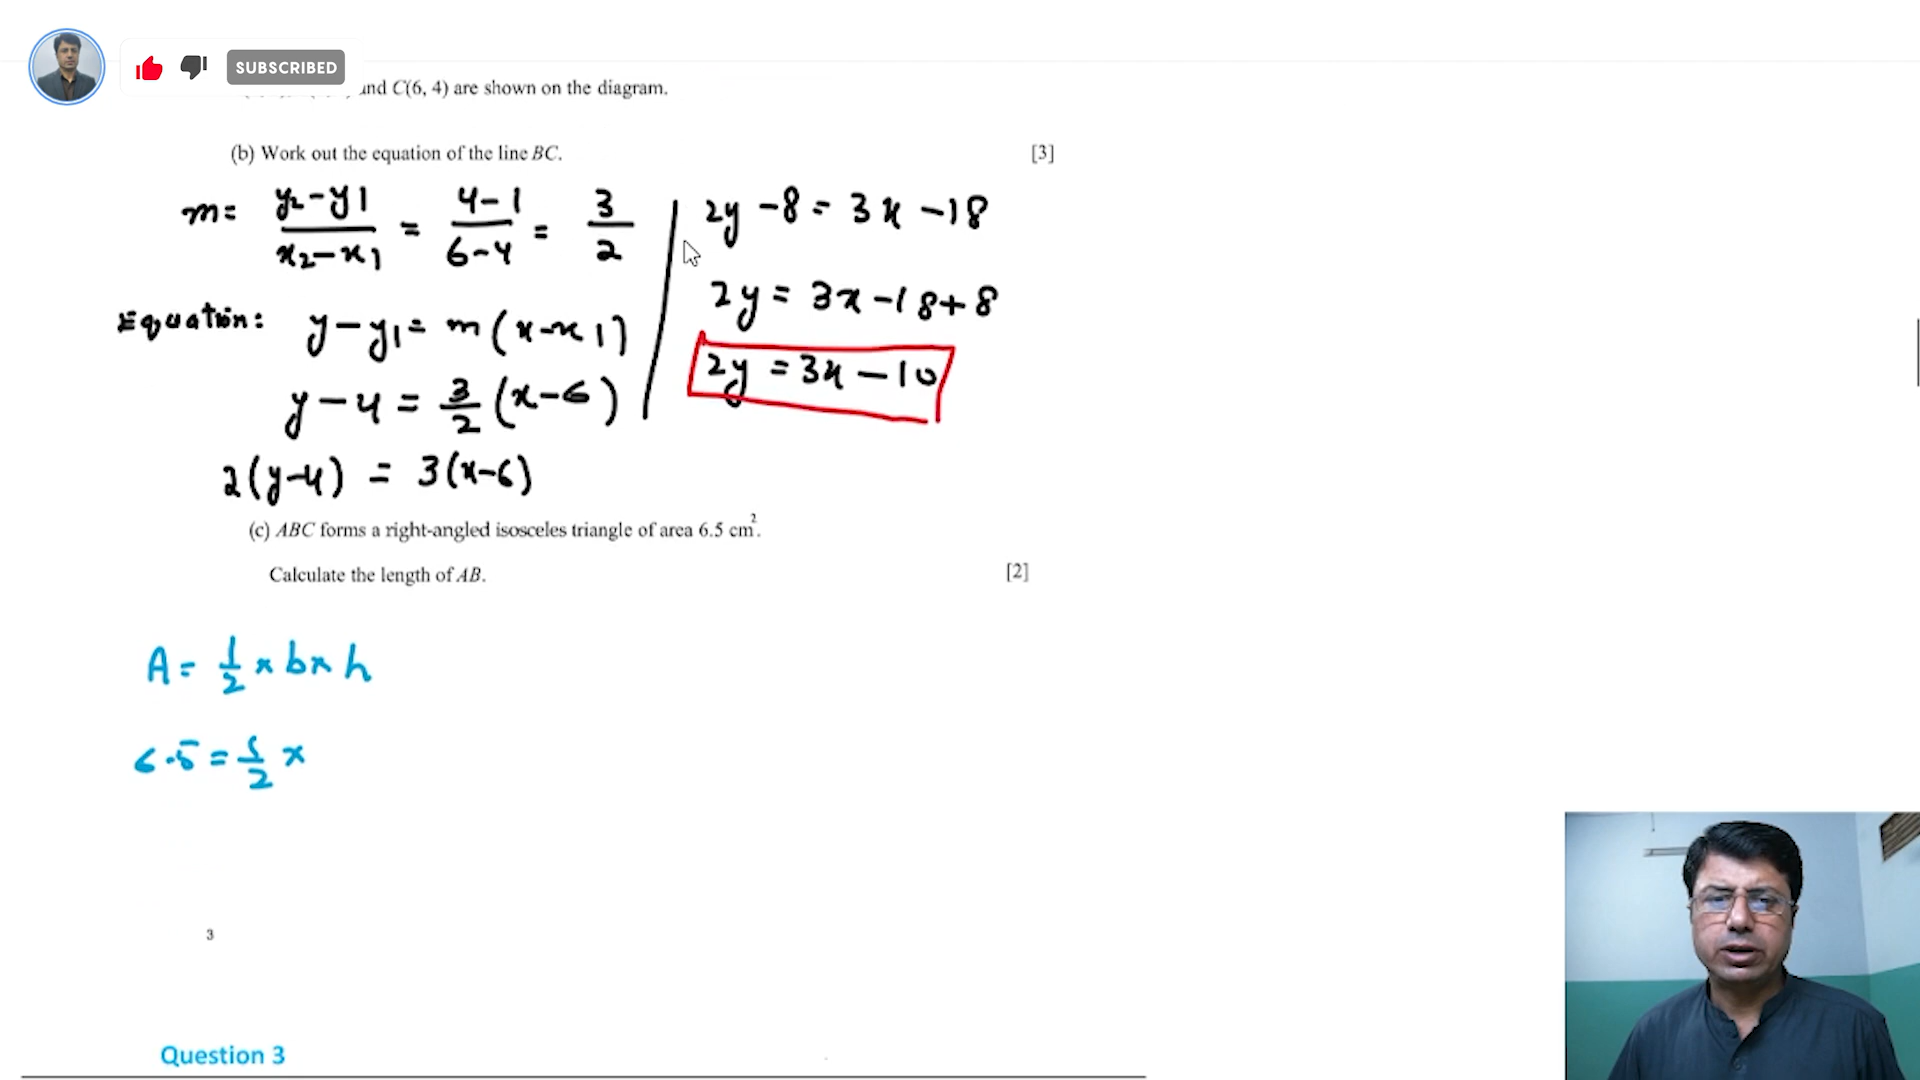 SUBSCRIBED
and C(6, 4) are shown on the diagram.
(b) Work out the equation of the line BC. [3]
m = y2-y1 / x2-x1 = 4-1 / 6-4 = 3/2
Equation: y-y1 = m(x-x1)
y-4 = 3/2 (x-6)
2(y-4) = 3(x-6)
2y -8 = 3x -18
2y = 3x -18+8
2y = 3x - 10
(c) ABC forms a right-angled isosceles triangle of area 6.5 cm².
Calculate the length of AB. [2]
A = 1/2 × b × h
6.5 = 1/2 ×
3
Question 3